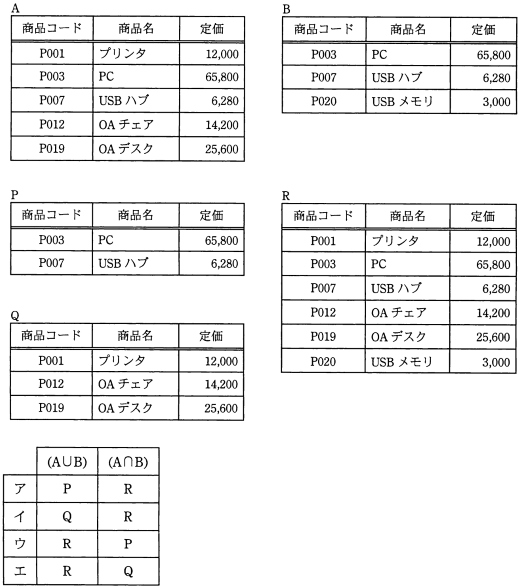 A
商品コード 商品名 定価
P001 プリンタ 12,000
P003 PC 65,800
P007 USB ハブ 6,280
P012 OA チェア 14,200
P019 OA デスク 25,600
B
商品コード 商品名 定価
P003 PC 65,800
P007 USB ハブ 6,280
P020 USB メモリ 3,000
P
商品コード 商品名 定価
P003 PC 65,800
P007 USB ハブ 6,280
R
商品コード 商品名 定価
P001 プリンタ 12,000
P003 PC 65,800
P007 USB ハブ 6,280
P012 OA チェア 14,200
P019 OA デスク 25,600
P020 USB メモリ 3,000
Q
商品コード 商品名 定価
P001 プリンタ 12,000
P012 OA チェア 14,200
P019 OA デスク 25,600
(A∪B) (A∩B)
ア P R
イ Q R
ウ R P
エ R Q